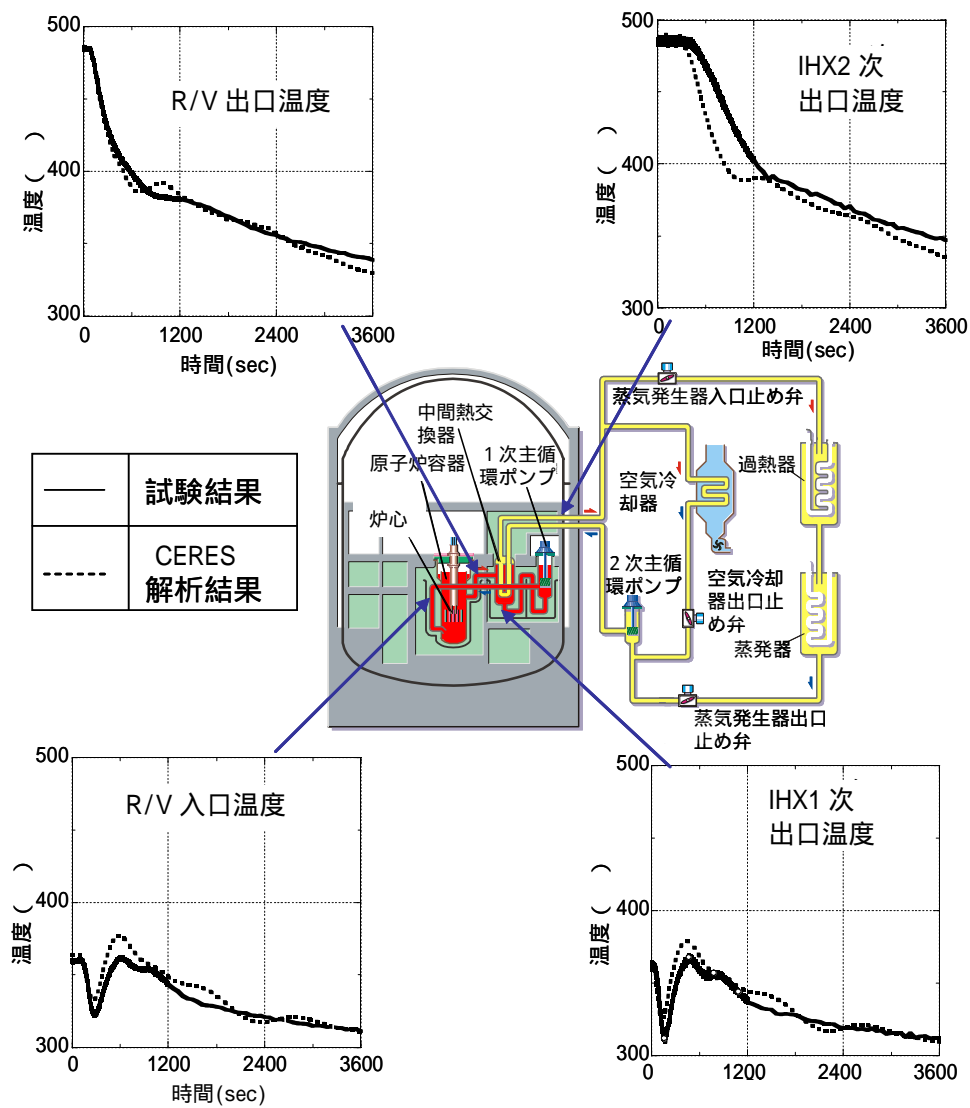 500
400
300
温度( )
R/V 出口温度
0
1200
2400
3600
時間(sec)
500
400
300
温度( )
IHX2 次
出口温度
0
1200
2400
3600
時間(sec)
試験結果
CERES
解析結果
中間熱交
換器
原子炉容器
1 次主循
環ポンプ
炉心
蒸気発生器入口止め弁
空気冷
却器
過熱器
2 次主循
環ポンプ
空気冷却
器出口止
め弁
蒸発器
蒸気発生器出口
止め弁
500
400
300
温度( )
R/V 入口温度
0
1200
2400
3600
時間(sec)
500
400
300
温度( )
IHX1 次
出口温度
0
1200
2400
3600